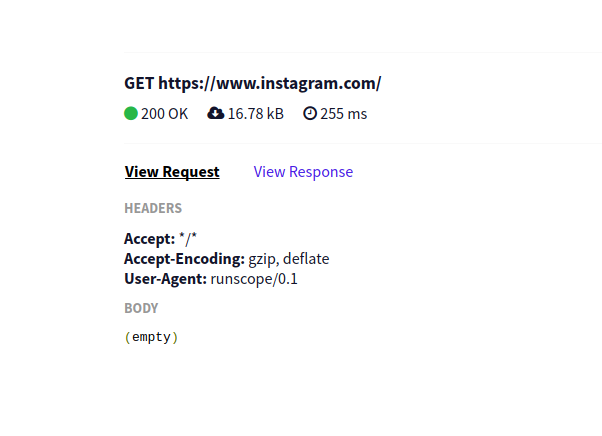 GET https://www.instagram.com/
200 OK 16.78 kB 255 ms
View Request View Response
HEADERS
Accept: */*
Accept-Encoding: gzip, deflate
User-Agent: runscope/0.1
BODY
(empty)